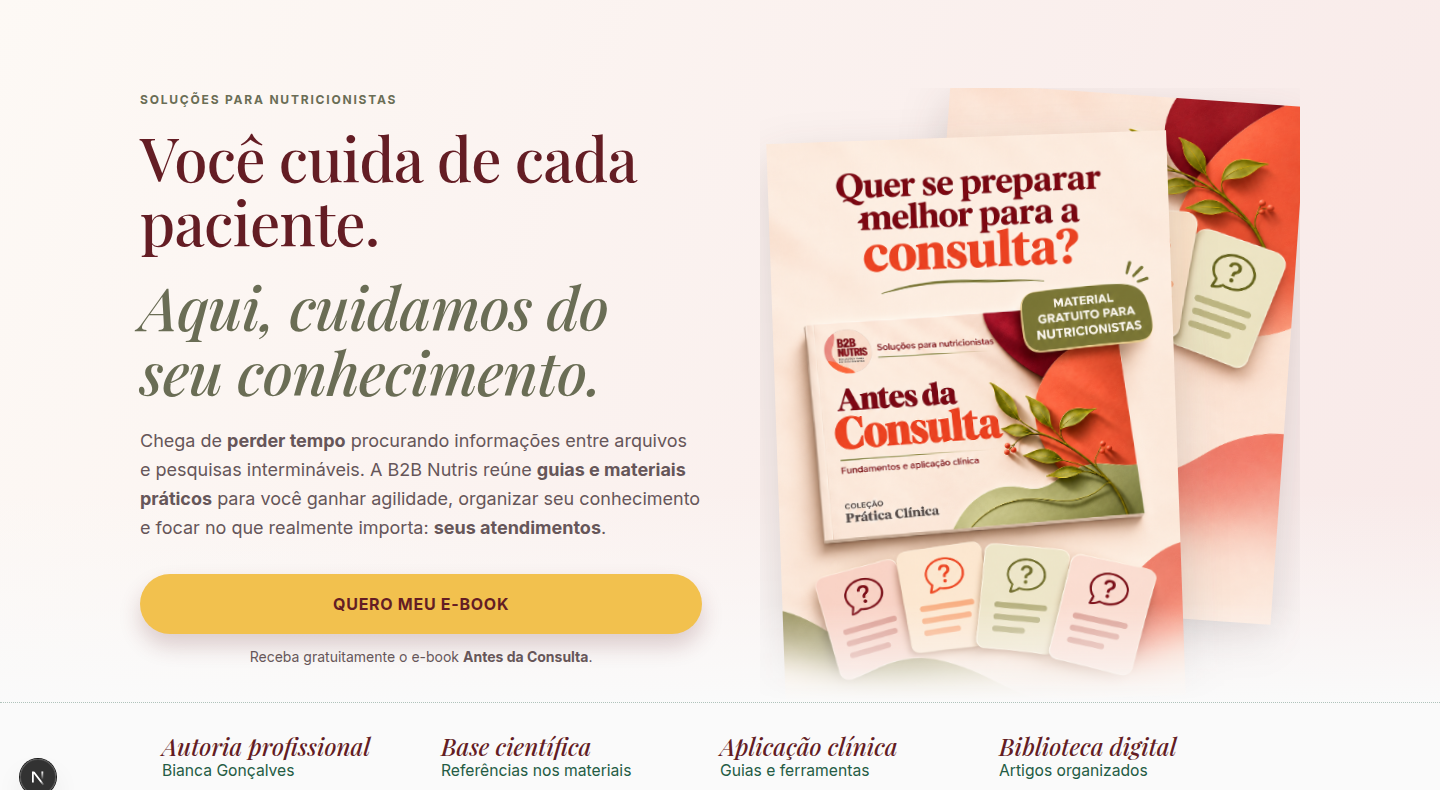 SOLUÇÕES PARA NUTRICIONISTAS
Você cuida de cada
paciente.
Aqui, cuidamos do
seu conhecimento.
Chega de perder tempo procurando informações entre arquivos
e pesquisas intermináveis. A B2B Nutris reúne guias e materiais
práticos para você ganhar agilidade, organizar seu conhecimento
e focar no que realmente importa: seus atendimentos.
QUERO MEU E-BOOK
Receba gratuitamente o e-book Antes da Consulta.
Quer se preparar
melhor para a
consulta?
MATERIAL
GRATUITO PARA
NUTRICIONISTAS
B2B
NUTRIS
Soluções para nutricionistas
Antes da
Consulta
Fundamentos e aplicação clínica
COLEÇÃO
Prática Clínica
?
?
?
?
?
Autoria profissional
Bianca Gonçalves
Base científica
Referências nos materiais
Aplicação clínica
Guias e ferramentas
Biblioteca digital
Artigos organizados
N